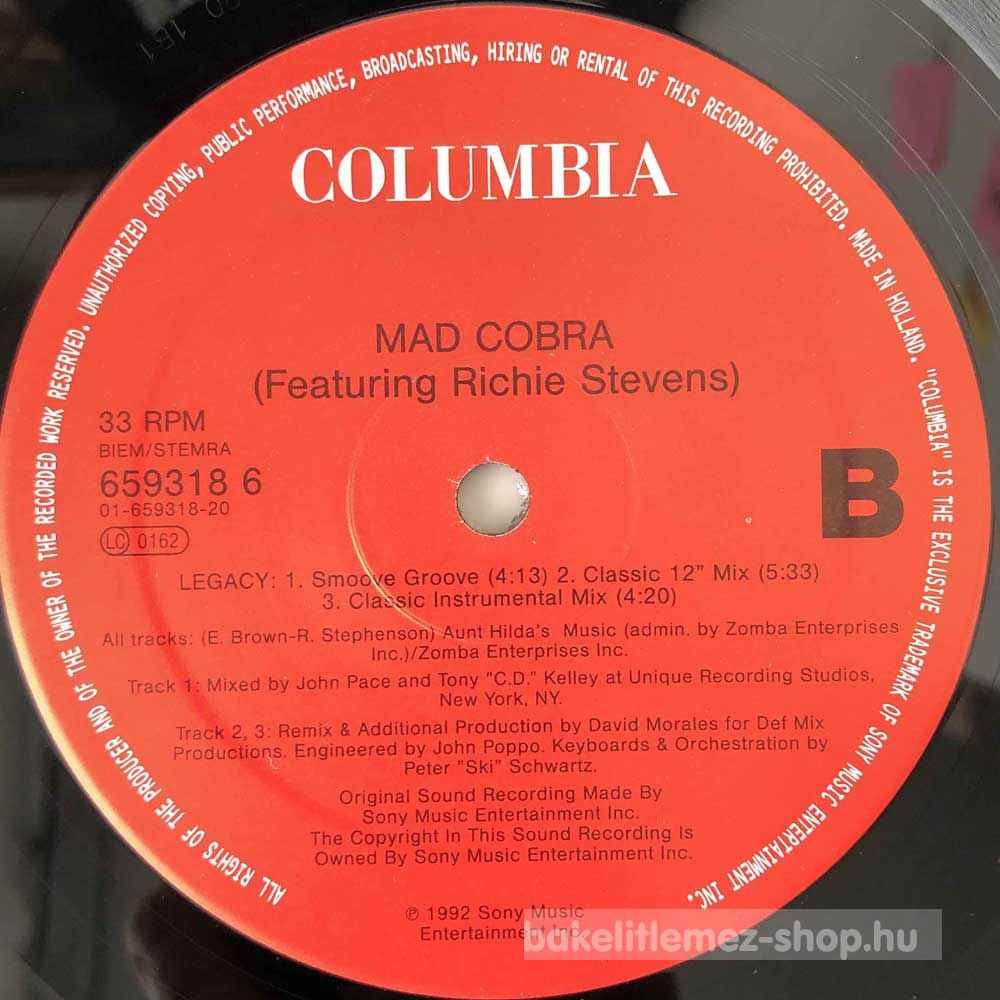 ALL RIGHTS OF THE PRODUCER AND OF THE OWNER OF THE RECORDED WORK RESERVED. UNAUTHORIZED COPYING, PUBLIC PERFORMANCE, BROADCASTING, HIRING OR RENTAL OF THIS RECORDING PROHIBITED. MADE IN HOLLAND. "COLUMBIA" IS THE EXCLUSIVE TRADEMARK OF SONY MUSIC ENTERTAINMENT INC.
COLUMBIA
MAD COBRA
(Featuring Richie Stevens)
33 RPM
BIEM/STEMRA
659318 6
01-659318-20
LC 0162
B
LEGACY: 1. Smoove Groove (4:13) 2. Classic 12" Mix (5:33)
3. Classic Instrumental Mix (4:20)
All tracks: (E. Brown-R. Stephenson) Aunt Hilda's Music (admin. by Zomba Enterprises
Inc.)/Zomba Enterprises Inc.
Track 1: Mixed by John Pace and Tony "C.D." Kelley at Unique Recording Studios,
New York, NY.
Track 2, 3: Remix & Additional Production by David Morales for Def Mix
Productions. Engineered by John Poppo. Keyboards & Orchestration by
Peter "Ski" Schwartz.
Original Sound Recording Made By
Sony Music Entertainment Inc.
The Copyright In This Sound Recording Is
Owned By Sony Music Entertainment Inc.
℗ 1992 Sony Music
Entertainment Inc.
bakelitlemez-shop.hu